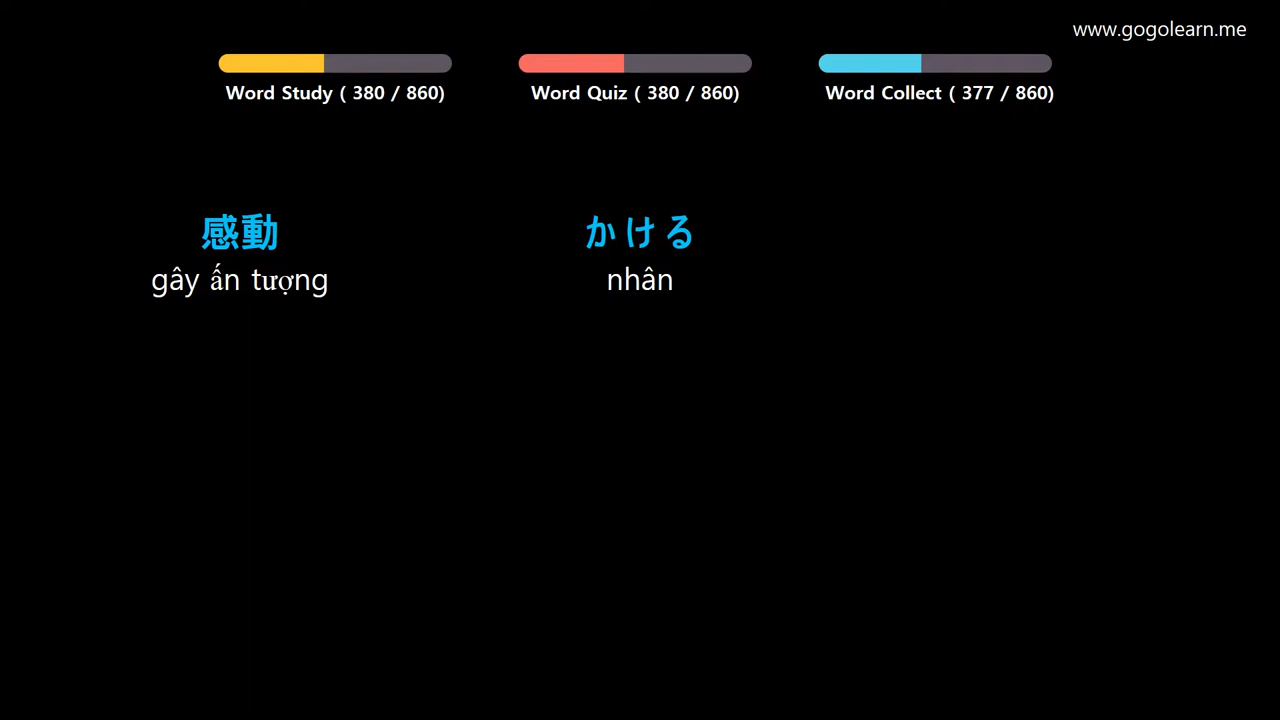 www.gogolearn.me
Word Study ( 380 / 860)
Word Quiz ( 380 / 860)
Word Collect ( 377 / 860)
感動
gây ấn tượng
かける
nhân